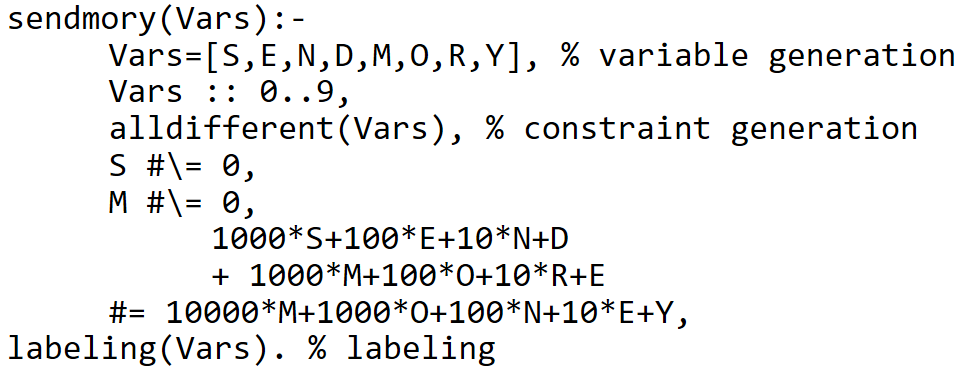 sendmory(Vars):-
Vars=[S,E,N,D,M,O,R,Y], % variable generation
Vars :: 0..9,
alldifferent(Vars), % constraint generation
S #\= 0,
M #\= 0,
1000*S+100*E+10*N+D
+ 1000*M+100*O+10*R+E
#= 10000*M+1000*O+100*N+10*E+Y,
labeling(Vars). % labeling